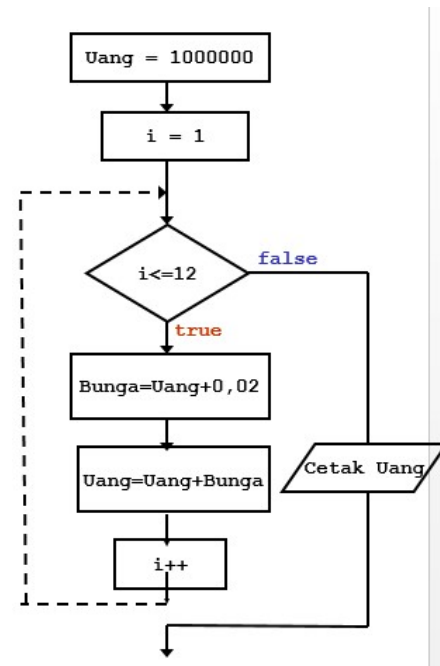 Uang = 1000000
i = 1
i<=12
false
true
Bunga=Uang+0,02
Cetak Uang
Uang=Uang+Bunga
i++